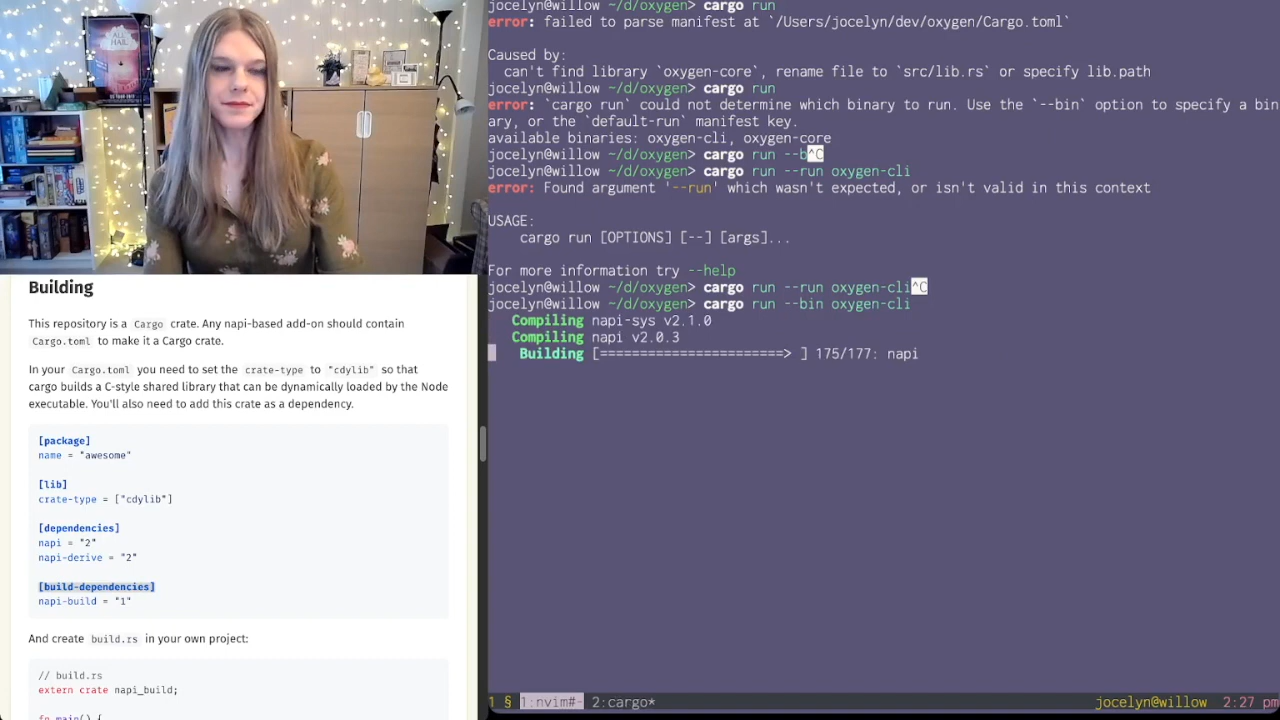 ALL
HAIL
Building
This repository is a Cargo crate. Any napi-based add-on should contain
Cargo.toml to make it a Cargo crate.
In your Cargo.toml you need to set the crate-type to "cdylib" so that
cargo builds a C-style shared library that can be dynamically loaded by the Node
executable. You'll also need to add this crate as a dependency.
[package]
name = "awesome"
[lib]
crate-type = ["cdylib"]
[dependencies]
napi = "2"
napi-derive = "2"
[build-dependencies]
napi-build = "1"
And create build.rs in your own project:
// build.rs
extern crate napi_build;
fn main() {
jocelyn@willow ~/d/oxygen> cargo run
error: failed to parse manifest at `/Users/jocelyn/dev/oxygen/Cargo.toml`
Caused by:
can't find library `oxygen-core`, rename file to `src/lib.rs` or specify lib.path
jocelyn@willow ~/d/oxygen> cargo run
error: `cargo run` could not determine which binary to run. Use the `--bin` option to specify a bin
ary, or the `default-run` manifest key.
available binaries: oxygen-cli, oxygen-core
jocelyn@willow ~/d/oxygen> cargo run --b^C
jocelyn@willow ~/d/oxygen> cargo run --run oxygen-cli
error: Found argument '--run' which wasn't expected, or isn't valid in this context
USAGE:
cargo run [OPTIONS] [--] [args]...
For more information try --help
jocelyn@willow ~/d/oxygen> cargo run --run oxygen-cli^C
jocelyn@willow ~/d/oxygen> cargo run --bin oxygen-cli
Compiling napi-sys v2.1.0
Compiling napi v2.0.3
Building [=======================> ] 175/177: napi
1 § 1:nvim#- 2:cargo* jocelyn@willow 2:27 pm